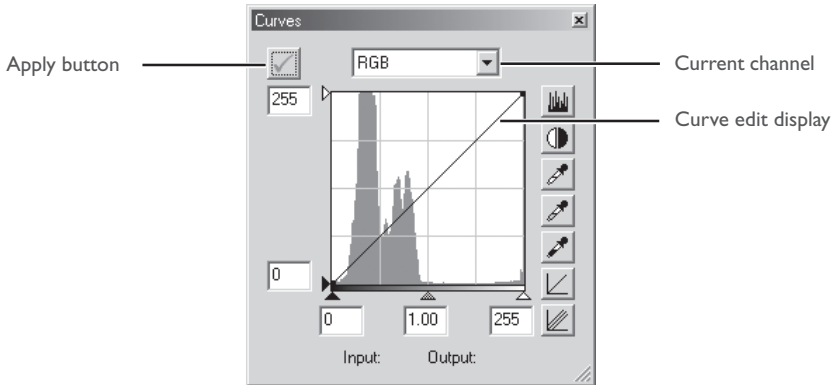 Curves
Apply button
RGB
Current channel
255
Curve edit display
0
0 1.00 255
Input: Output: